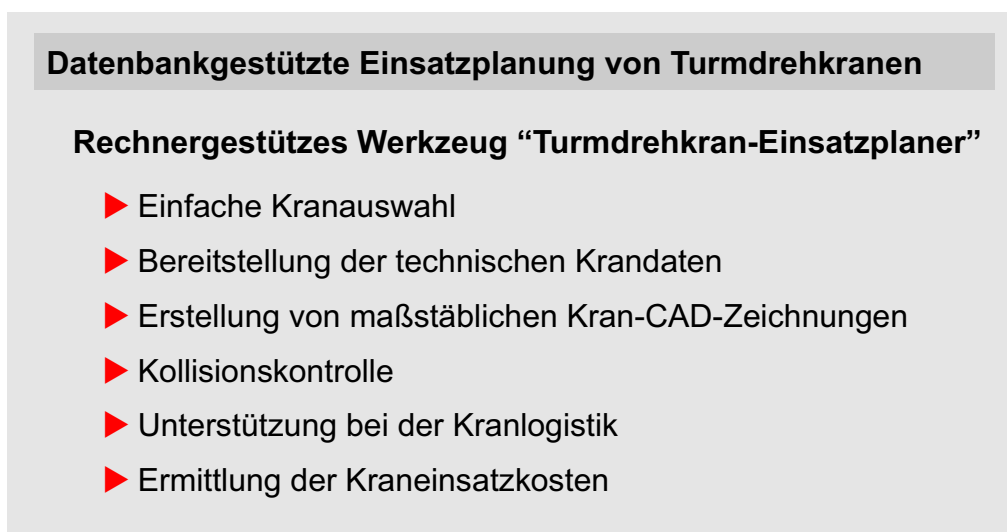 Datenbankgestützte Einsatzplanung von Turmdrehkranen
Rechnergestützes Werkzeug “Turmdrehkran-Einsatzplaner”
Einfache Kranauswahl
Bereitstellung der technischen Krandaten
Erstellung von maßstäblichen Kran-CAD-Zeichnungen
Kollisionskontrolle
Unterstützung bei der Kranlogistik
Ermittlung der Kraneinsatzkosten